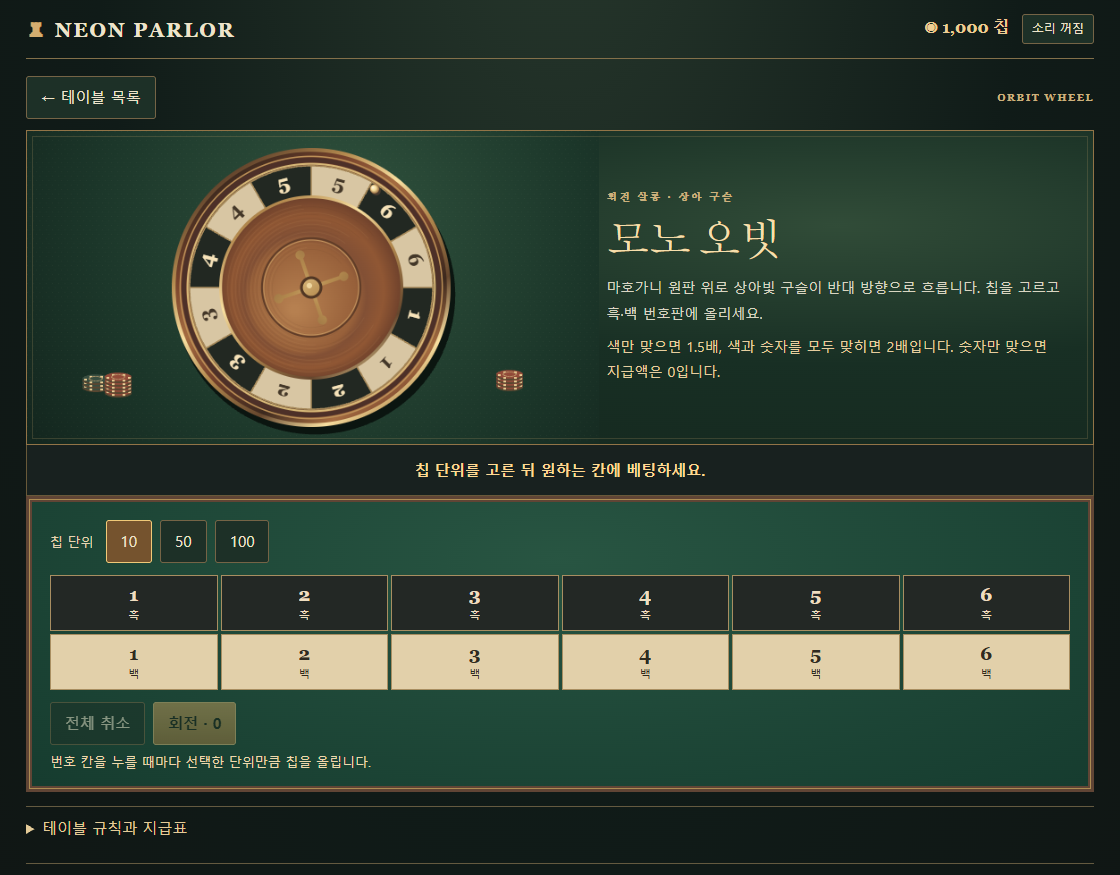 NEON PARLOR
1,000 칩
소리 꺼짐
← 테이블 목록
ORBIT WHEEL
5 5 6 6 1 1 2 2 3 3 4 4
회전 살롱 · 상아 구슬
모노 오빗
마호가니 원판 위로 상아빛 구슬이 반대 방향으로 흐릅니다. 칩을 고르고
흑·백 번호판에 올리세요.
색만 맞으면 1.5배, 색과 숫자를 모두 맞히면 2배입니다. 숫자만 맞으면
지급액은 0입니다.
칩 단위를 고른 뒤 원하는 칸에 베팅하세요.
칩 단위 10 50 100
1 2 3 4 5 6
흑 흑 흑 흑 흑 흑
1 2 3 4 5 6
백 백 백 백 백 백
전체 취소 회전 · 0
번호 칸을 누를 때마다 선택한 단위만큼 칩을 올립니다.
▶ 테이블 규칙과 지급표